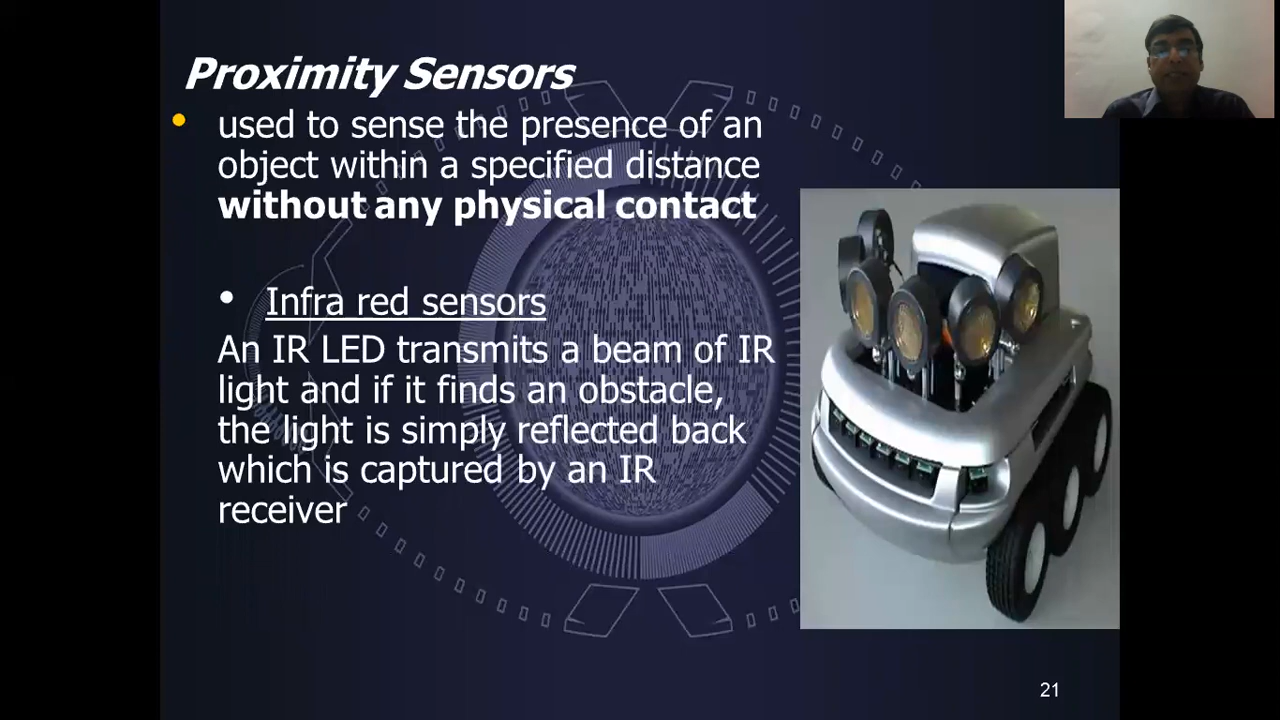 Proximity Sensors
• used to sense the presence of an
object within a specified distance
without any physical contact
• Infra red sensors
An IR LED transmits a beam of IR
light and if it finds an obstacle,
the light is simply reflected back
which is captured by an IR
receiver
21